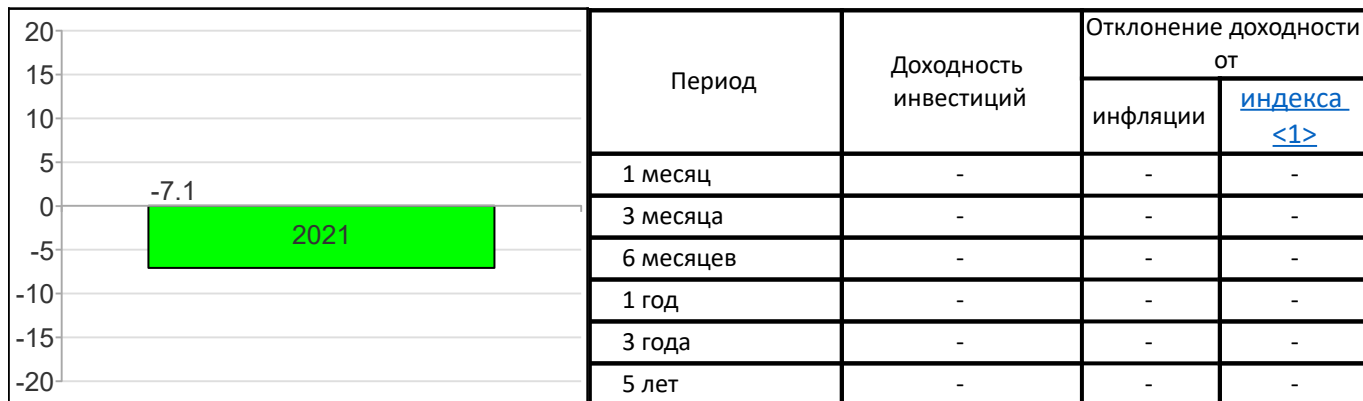 20
15
10
5
0
-5
-10
-15
-20
-7.1
2021
Период
Доходность
инвестиций
Отклонение доходности
от
инфляции
индекса
<1>
1 месяц - - -
3 месяца - - -
6 месяцев - - -
1 год - - -
3 года - - -
5 лет - - -